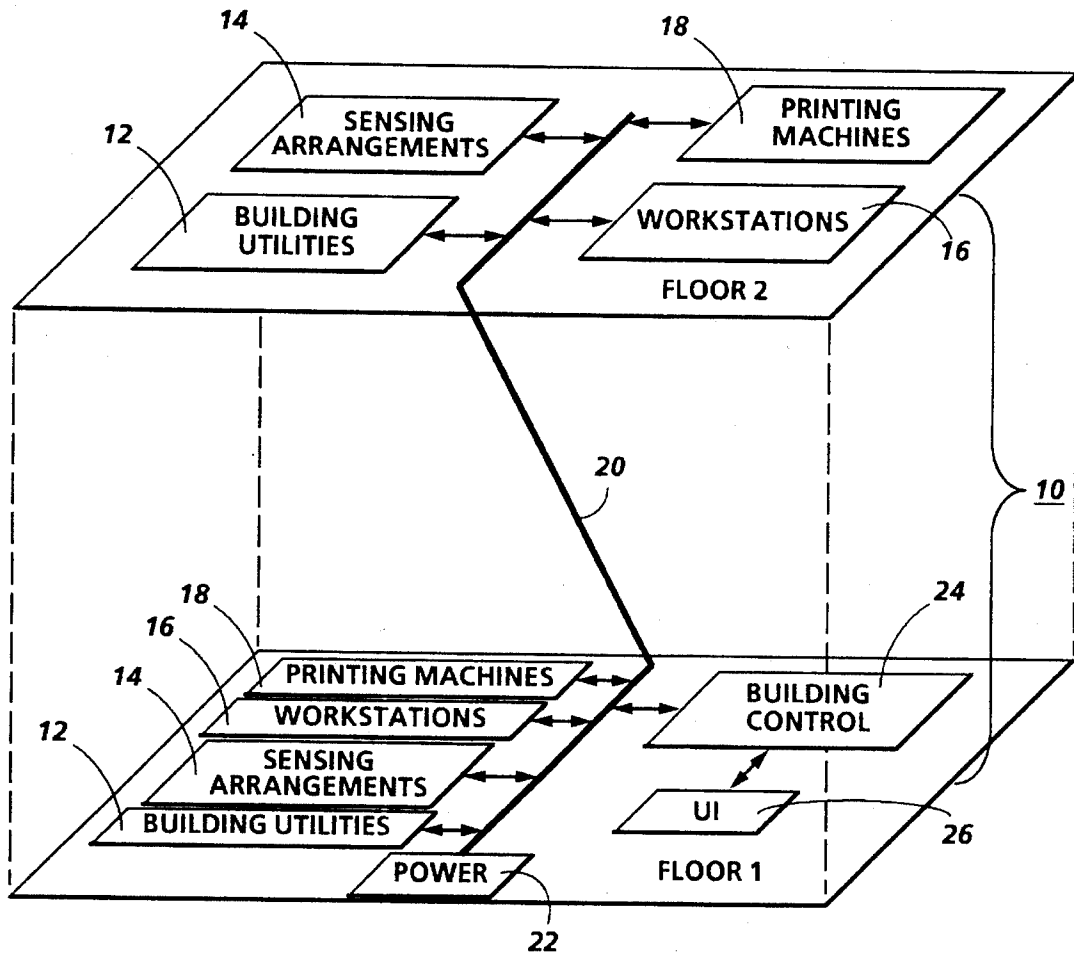 14
18
SENSING
ARRANGEMENTS
PRINTING
MACHINES
12
BUILDING
UTILITIES
WORKSTATIONS
16
FLOOR 2
20
10
18
24
16
PRINTING MACHINES
14
WORKSTATIONS
BUILDING
CONTROL
12
SENSING
ARRANGEMENTS
BUILDING UTILITIES
UI
26
POWER
FLOOR 1
22